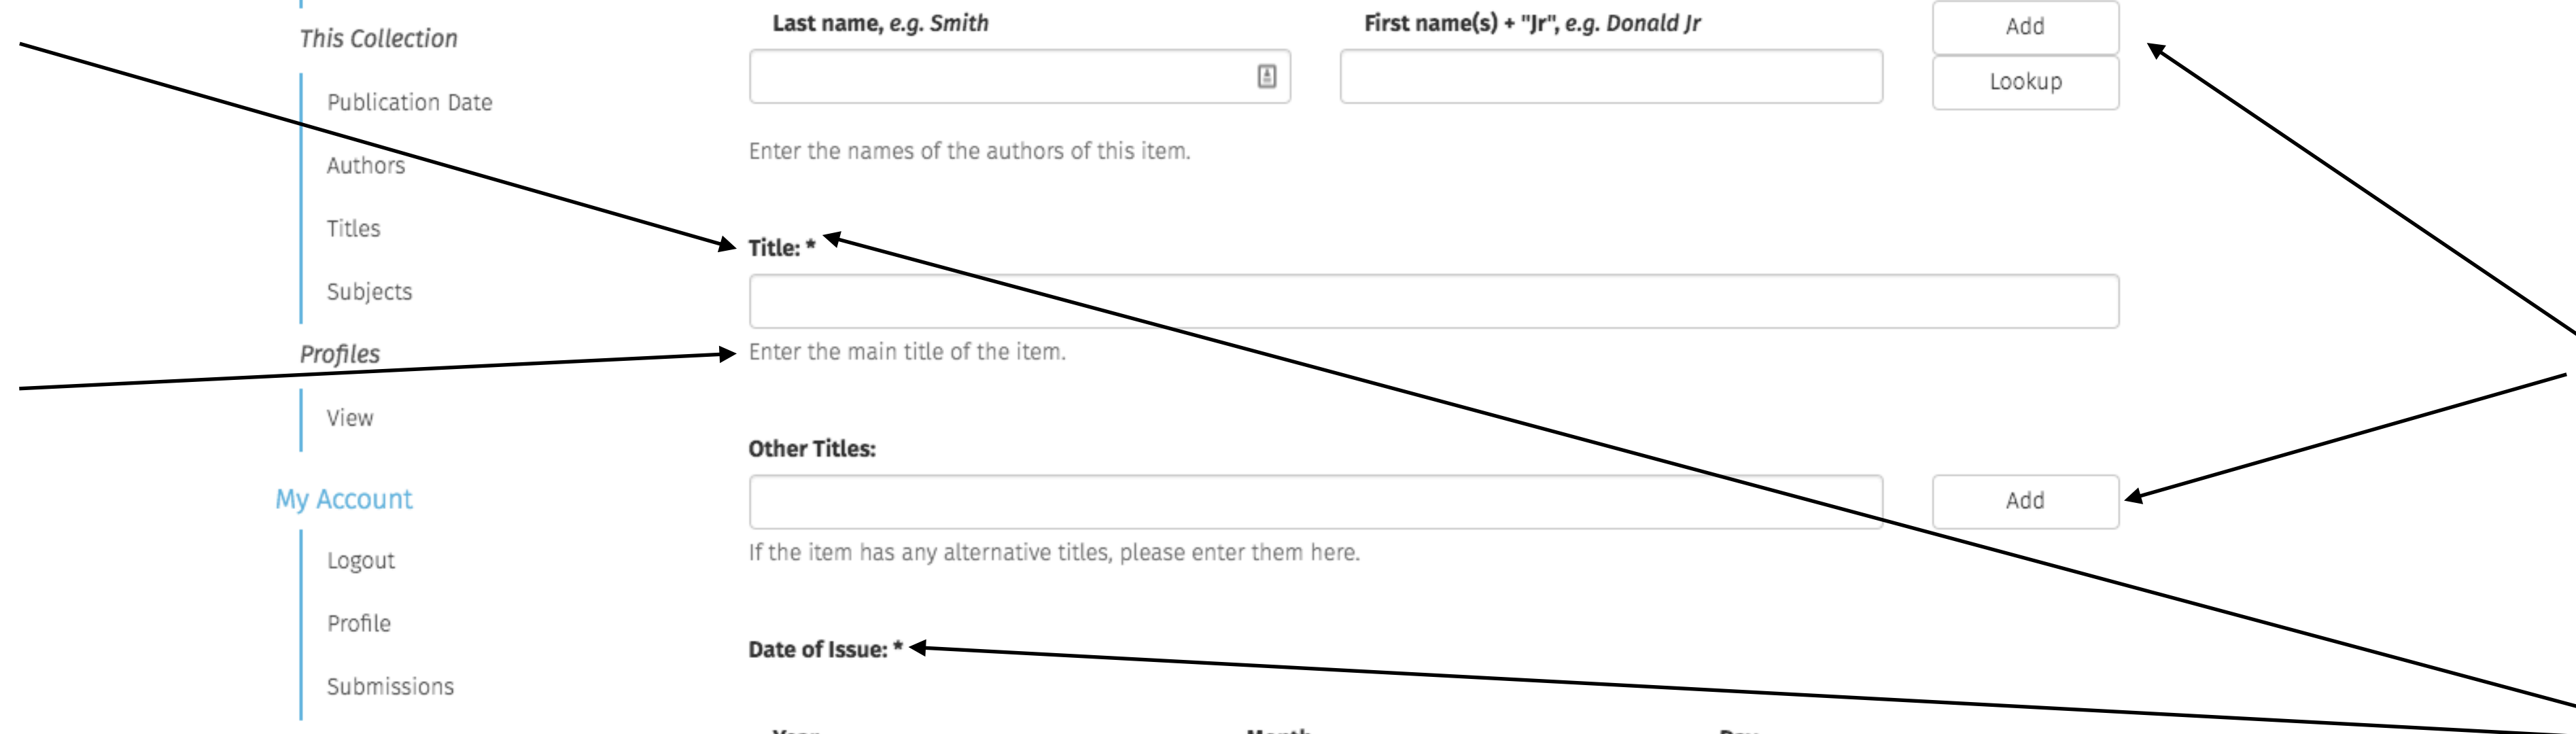 This Collection
Publication Date
Authors
Titles
Subjects
Profiles
View
My Account
Logout
Profile
Submissions
Last name, e.g. Smith
First name(s) + "Jr", e.g. Donald Jr
Add
Lookup
Enter the names of the authors of this item.
Title: *
Enter the main title of the item.
Other Titles:
Add
If the item has any alternative titles, please enter them here.
Date of Issue: *
Year Month Day